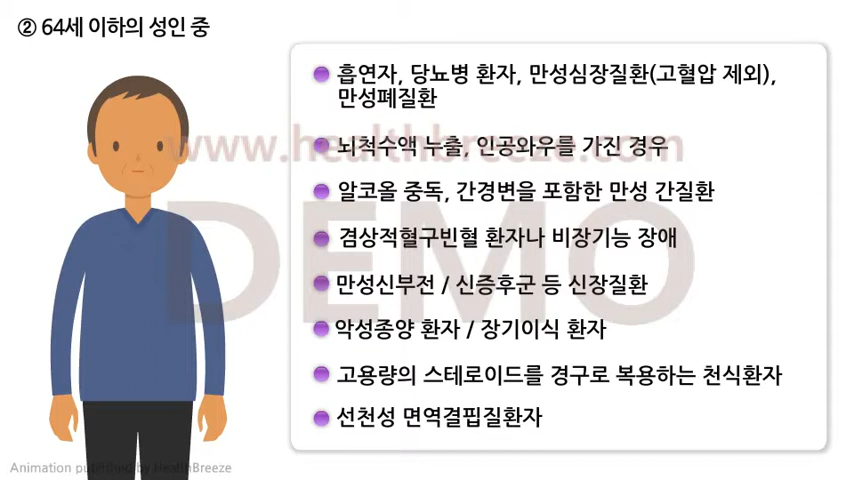 ② 64세 이하의 성인 중
흡연자, 당뇨병 환자, 만성심장질환(고혈압 제외),
만성폐질환
뇌척수액 누출, 인공와우를 가진 경우
알코올 중독, 간경변을 포함한 만성 간질환
겸상적혈구빈혈 환자나 비장기능 장애
만성신부전 / 신증후군 등 신장질환
악성종양 환자 / 장기이식 환자
고용량의 스테로이드를 경구로 복용하는 천식환자
선천성 면역결핍질환자
www.healthbreeze.com
DEMO
Animation published by HealthBreeze